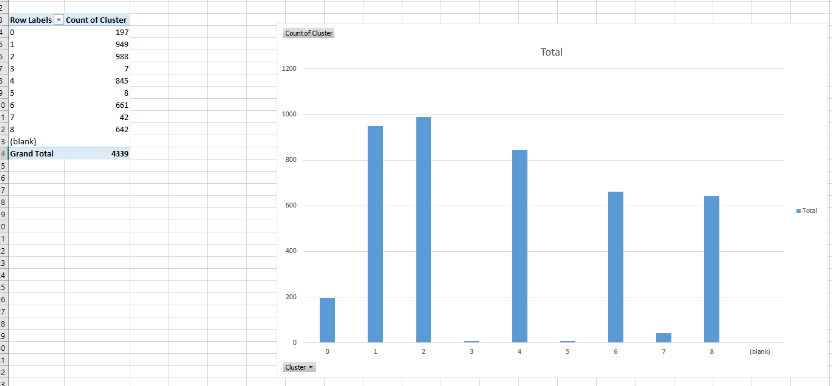 Row Labels Count of Cluster
0 197
1 949
2 988
3 7
4 845
5 8
6 661
7 42
8 642
(blank)
Grand Total 4339
Count of Cluster
Total
1200
1000
800
600
400
200
0
0 1 2 3 4 5 6 7 8 (blank)
Total
Cluster